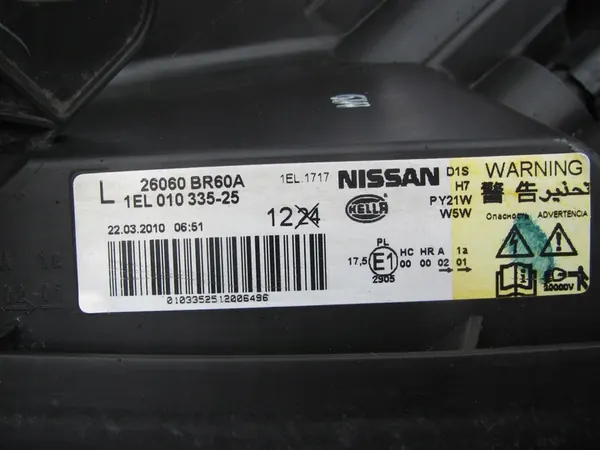 L 26060 BR60A
1EL 010 335-25
1EL.1717
NISSAN
HELLA
22.03.2010 06:51
1224
0103352512006496
PL
17,5 E1
2905
HC HR A 1a
00 00 02 01
D1S
H7
PY21W
W5W
WARNING
警告 تحذير
Опасность ADVERTENCIA
20000V